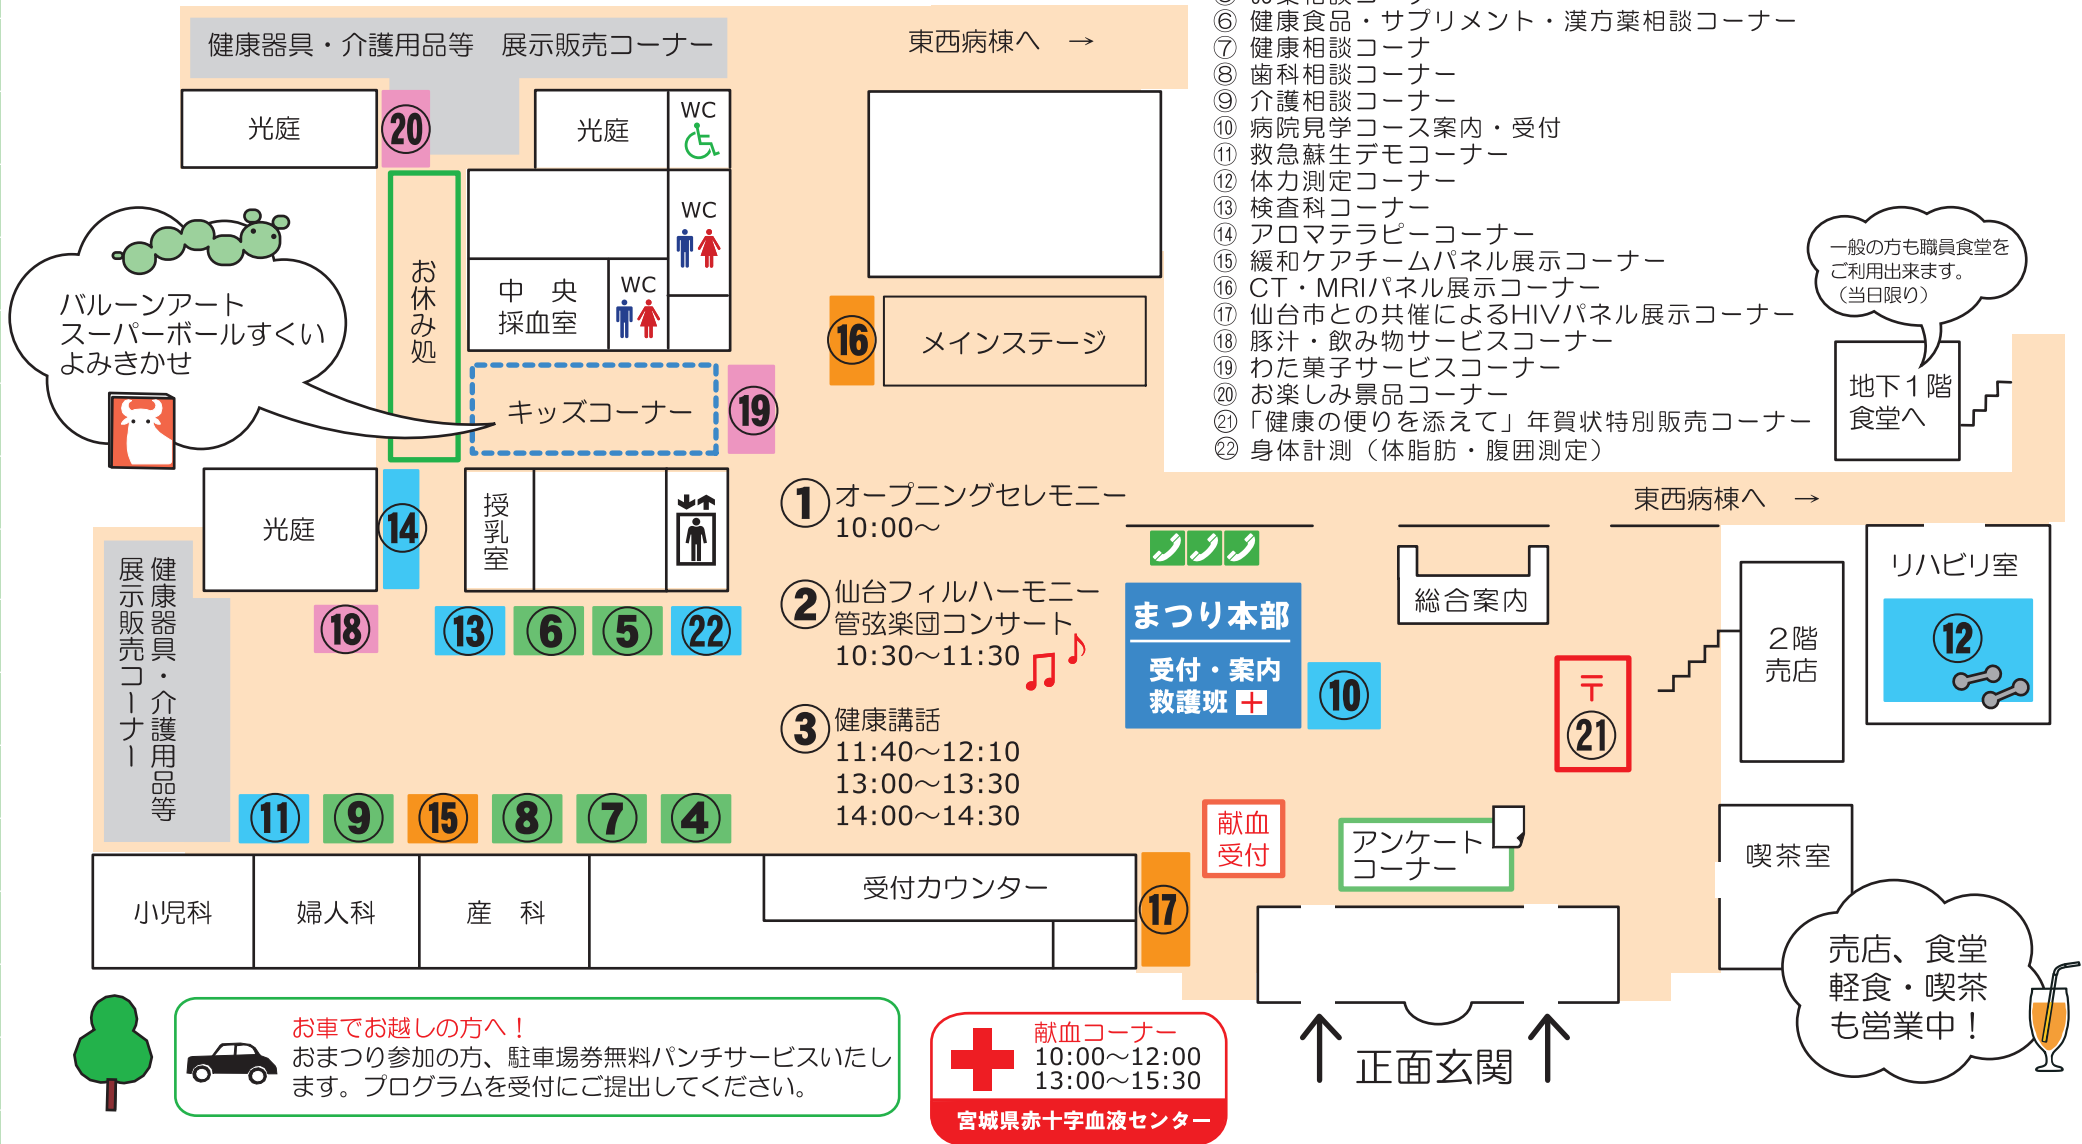 健康器具・介護用品等　展示販売コーナー
東西病棟へ　→
⑥ 健康食品・サプリメント・漢方薬相談コーナー
⑦ 健康相談コーナ
⑧ 歯科相談コーナー
⑨ 介護相談コーナー
⑩ 病院見学コース案内・受付
⑪ 救急蘇生デモコーナー
⑫ 体力測定コーナー
⑬ 検査科コーナー
⑭ アロマテラピーコーナー
⑮ 緩和ケアチームパネル展示コーナー
⑯ CT・MRIパネル展示コーナー
⑰ 仙台市との共催によるHIVパネル展示コーナー
⑱ 豚汁・飲み物サービスコーナー
⑲ わた菓子サービスコーナー
⑳ お楽しみ景品コーナー
㉑「健康の便りを添えて」年賀状特別販売コーナー
㉒ 身体計測（体脂肪・腹囲測定）
光庭
⑳
光庭
WC
WC
お休み処
中　央
採血室
WC
バルーンアート
スーパーボールすくい
よみきかせ
キッズコーナー
⑲
⑯
メインステージ
一般の方も職員食堂を
ご利用出来ます。
（当日限り）
地下１階
食堂へ
東西病棟へ　→
光庭
⑭
授乳室
① オープニングセレモニー
10:00～
② 仙台フィルハーモニー
管弦楽団コンサート
10:30～11:30
③ 健康講話
11:40～12:10
13:00～13:30
14:00～14:30
健康器具・介護用品等
展示販売コーナー
⑱
⑬
⑥
⑤
㉒
まつり本部
受付・案内
救護班
⑩
総合案内
〒
㉑
２階
売店
リハビリ室
⑫
⑪
⑨
⑮
⑧
⑦
④
献血
受付
アンケート
コーナー
喫茶室
小児科
婦人科
産　科
受付カウンター
⑰
売店、食堂
軽食・喫茶
も営業中！
お車でお越しの方へ！
おまつり参加の方、駐車場券無料パンチサービスいたし
ます。プログラムを受付にご提出してください。
献血コーナー
10:00～12:00
13:00～15:30
宮城県赤十字血液センター
正面玄関